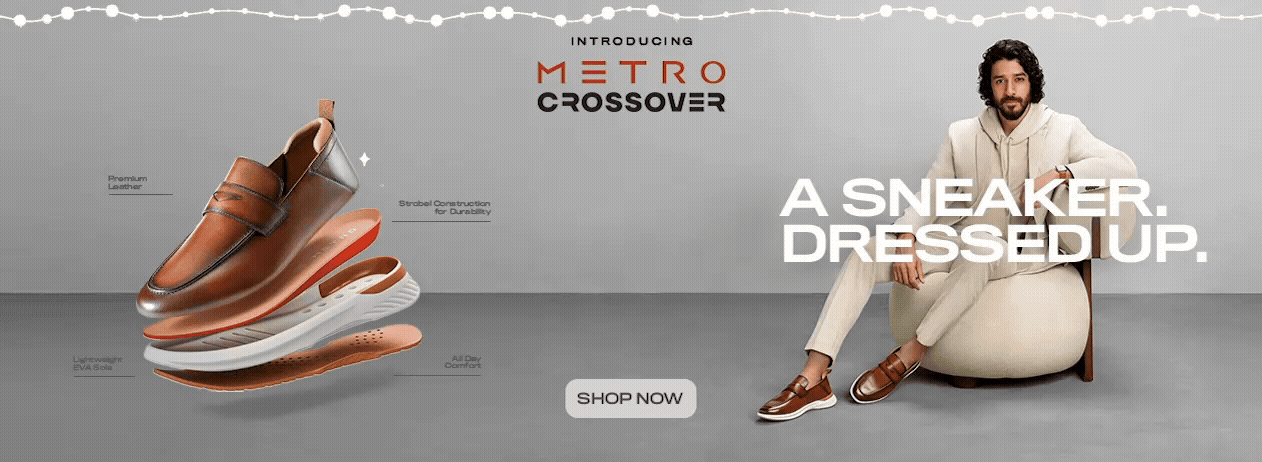 INTRODUCING
METRO
CROSSOVER
Premium
Leather
Strobel Construction
for Durability
A SNEAKER.
DRESSED UP.
Lightweight
EVA Sole
All Day
Comfort
SHOP NOW